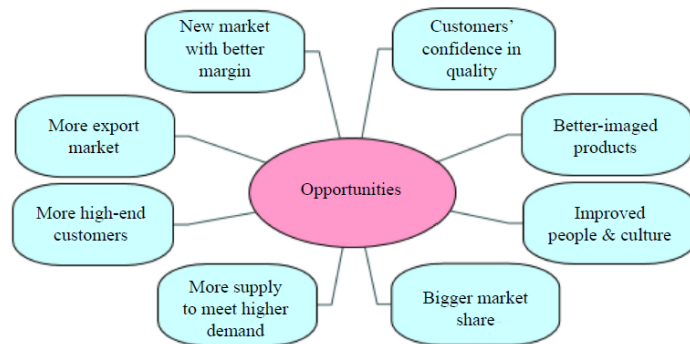 New market
with better
margin
Customers’
confidence in
quality
More export
market
Better-imaged
products
Opportunities
More high-end
customers
Improved
people & culture
More supply
to meet higher
demand
Bigger market
share